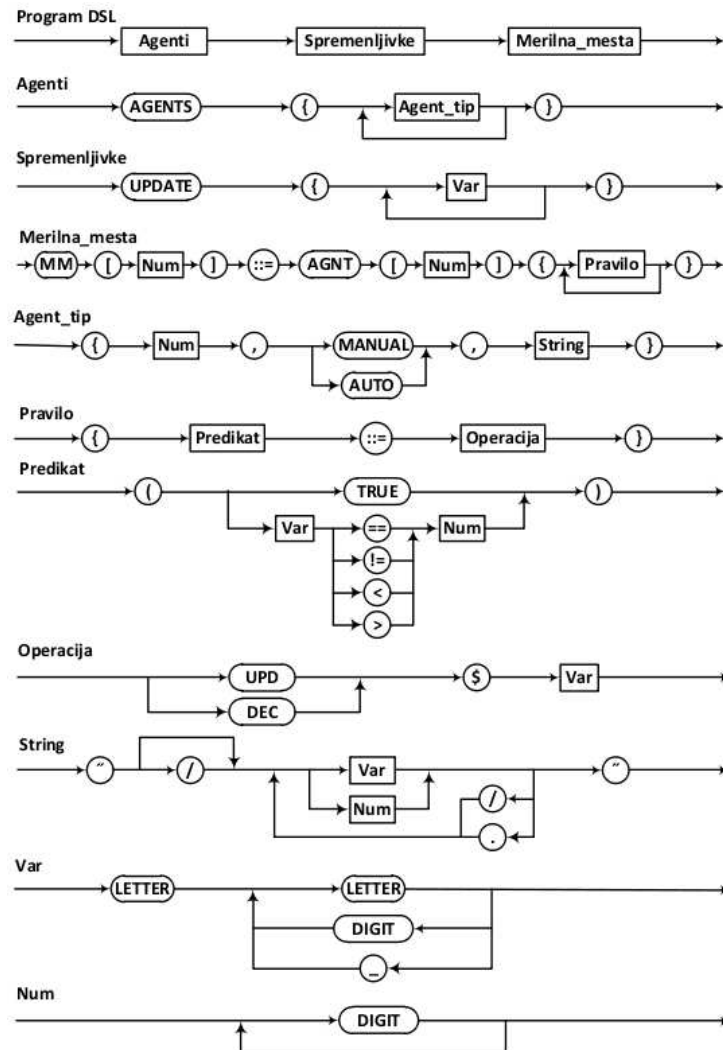 Program DSL
Agenti Spremenljivke Merilna_mesta
Agenti
AGENTS { Agent_tip }
Spremenljivke
UPDATE { Var }
Merilna_mesta
MM [ Num ] ::= AGNT [ Num ] { Pravilo }
Agent_tip
{ Num , MANUAL , String }
AUTO
Pravilo
{ Predikat ::= Operacija }
Predikat
( TRUE )
Var == Num
!=
<
>
Operacija
UPD $ Var
DEC
String
" / Var "
Num /
.
Var
LETTER LETTER
DIGIT
_
Num
DIGIT